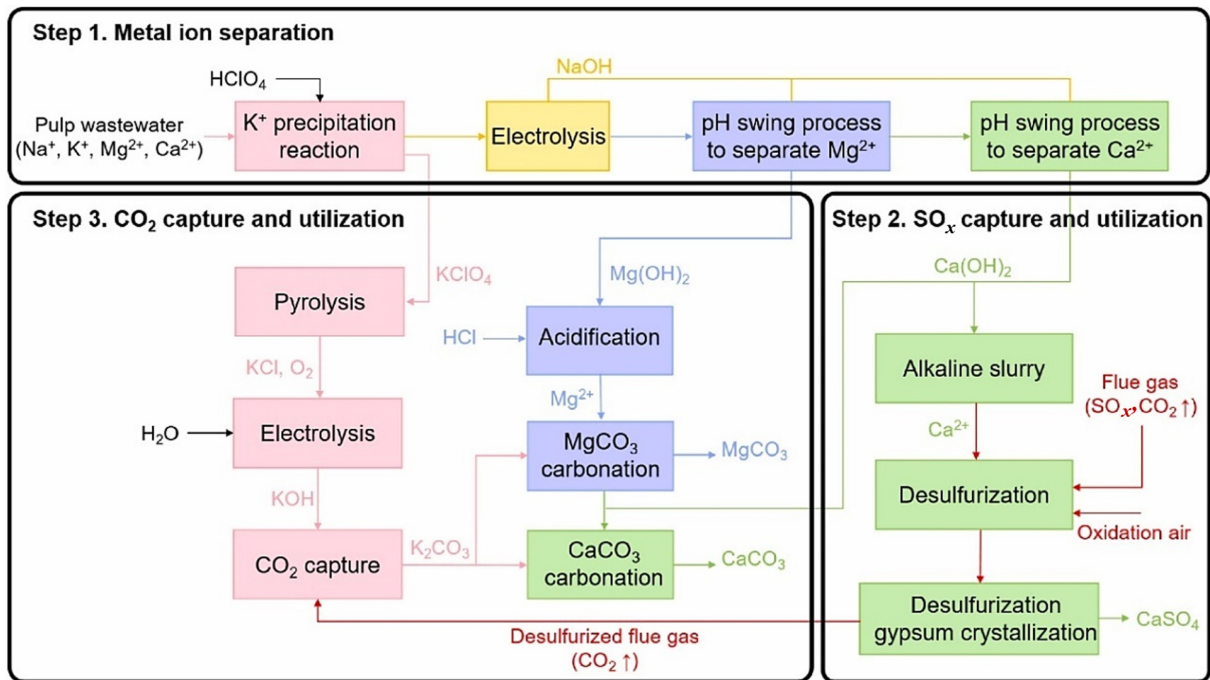 Step 1. Metal ion separation
HClO₄
NaOH
Pulp wastewater
(Na⁺, K⁺, Mg²⁺, Ca²⁺)
K⁺ precipitation
reaction
Electrolysis
pH swing process
to separate Mg²⁺
pH swing process
to separate Ca²⁺
Step 3. CO₂ capture and utilization
KClO₄
Mg(OH)₂
Pyrolysis
HCl
Acidification
KCl, O₂
Mg²⁺
H₂O
Electrolysis
MgCO₃
carbonation
MgCO₃
KOH
K₂CO₃
CO₂ capture
CaCO₃
carbonation
CaCO₃
Desulfurized flue gas
(CO₂ ↑)
Step 2. SOₓ capture and utilization
Ca(OH)₂
Alkaline slurry
Flue gas
(SOₓ,CO₂ ↑)
Ca²⁺
Desulfurization
Oxidation air
Desulfurization
gypsum crystallization
CaSO₄